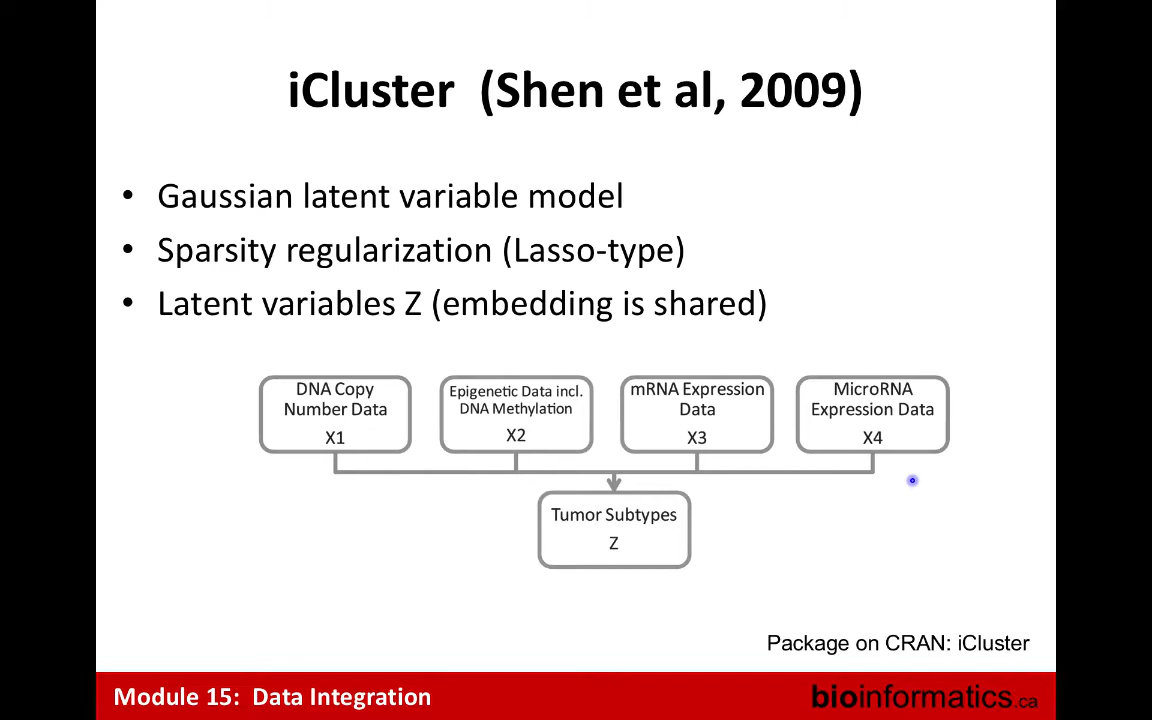 iCluster (Shen et al, 2009)
• Gaussian latent variable model
• Sparsity regularization (Lasso-type)
• Latent variables Z (embedding is shared)
DNA Copy
Number Data
X1
Epigenetic Data incl.
DNA Methylation
X2
mRNA Expression
Data
X3
MicroRNA
Expression Data
X4
Tumor Subtypes
Z
Package on CRAN: iCluster
Module 15: Data Integration
bioinformatics.ca